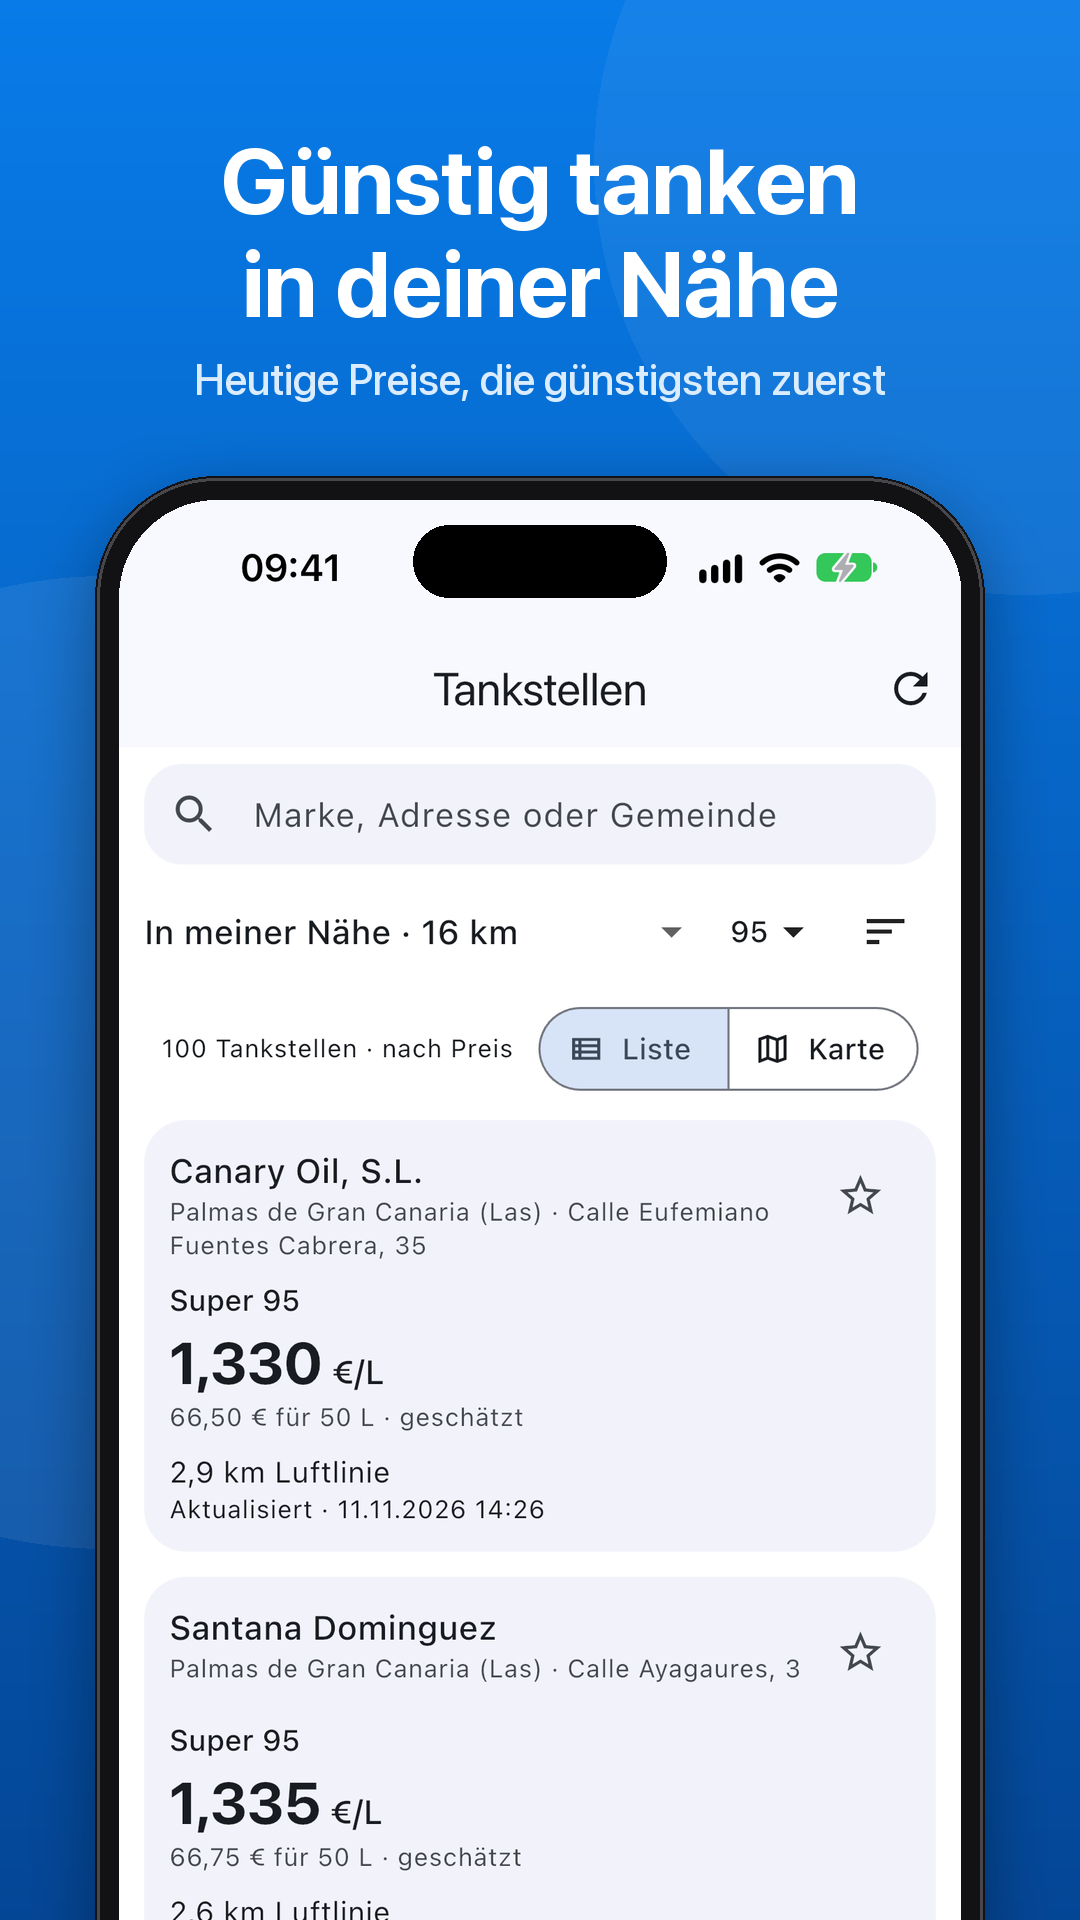 Günstig tanken
in deiner Nähe
Heutige Preise, die günstigsten zuerst
09:41
Tankstellen
Marke, Adresse oder Gemeinde
In meiner Nähe · 16 km
95
100 Tankstellen · nach Preis
Liste
Karte
Canary Oil, S.L.
Palmas de Gran Canaria (Las) · Calle Eufemiano
Fuentes Cabrera, 35
Super 95
1,330 €/L
66,50 € für 50 L · geschätzt
2,9 km Luftlinie
Aktualisiert · 11.11.2026 14:26
Santana Dominguez
Palmas de Gran Canaria (Las) · Calle Ayagaures, 3
Super 95
1,335 €/L
66,75 € für 50 L · geschätzt
2,6 km Luftlinie